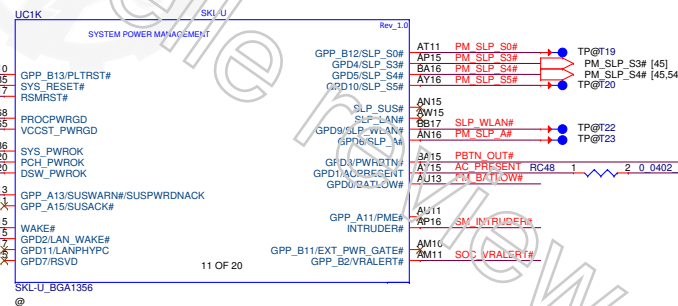 UC1K
SKL-U
Rev_1.0
SYSTEM POWER MANAGEMENT
GPP_B12/SLP_S0# AT11 PM_SLP_S0# TP@T19
GPD4/SLP_S3# AP15 PM_SLP_S3# PM_SLP_S3# [45]
GPD5/SLP_S4# BA16 PM_SLP_S4# PM_SLP_S4# [45,54
GPD10/SLP_S5# AY16 PM_SLP_S5# TP@T20
GPP_B13/PLTRST#
SYS_RESET#
RSMRST#
SLP_SUS# AN15
SLP_LAN# AW15
GPD9/SLP_WLAN# BB17 SLP_WLAN# TP@T22
GPD6/SLP_A# AN16 PM_SLP_A# TP@T23
PROCPWRGD
VCCST_PWRGD
SYS_PWROK
PCH_PWROK
DSW_PWROK
GPD3/PWRBTN# BA15 PBTN_OUT#
GPD1/ACPRESENT AY15 AC_PRESENT RC48 1 2 0_0402
GPD0/BATLOW# AU13 PM_BATLOW#
GPP_A13/SUSWARN#/SUSPWRDNACK
GPP_A15/SUSACK#
GPP_A11/PME# AU11
INTRUDER# AP16 SM_INTRUDER#
WAKE#
GPD2/LAN_WAKE#
GPD11/LANPHYPC
GPD7/RSVD
GPP_B11/EXT_PWR_GATE# AM10
GPP_B2/VRALERT# AM11 SOC_VRALERT#
11 OF 20
SKL-U_BGA1356
@